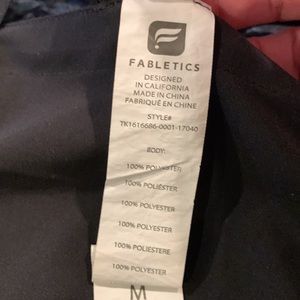 FABLETICS
DESIGNED
IN CALIFORNIA
MADE IN CHINA
FABRIQUÉ EN CHINE
STYLE#
TK1616686-0001-17040
BODY:
100% POLYESTER
100% POLIÉSTER
100% POLYESTER
100% POLYESTER
100% POLIESTERE
100% POLYESTER
M